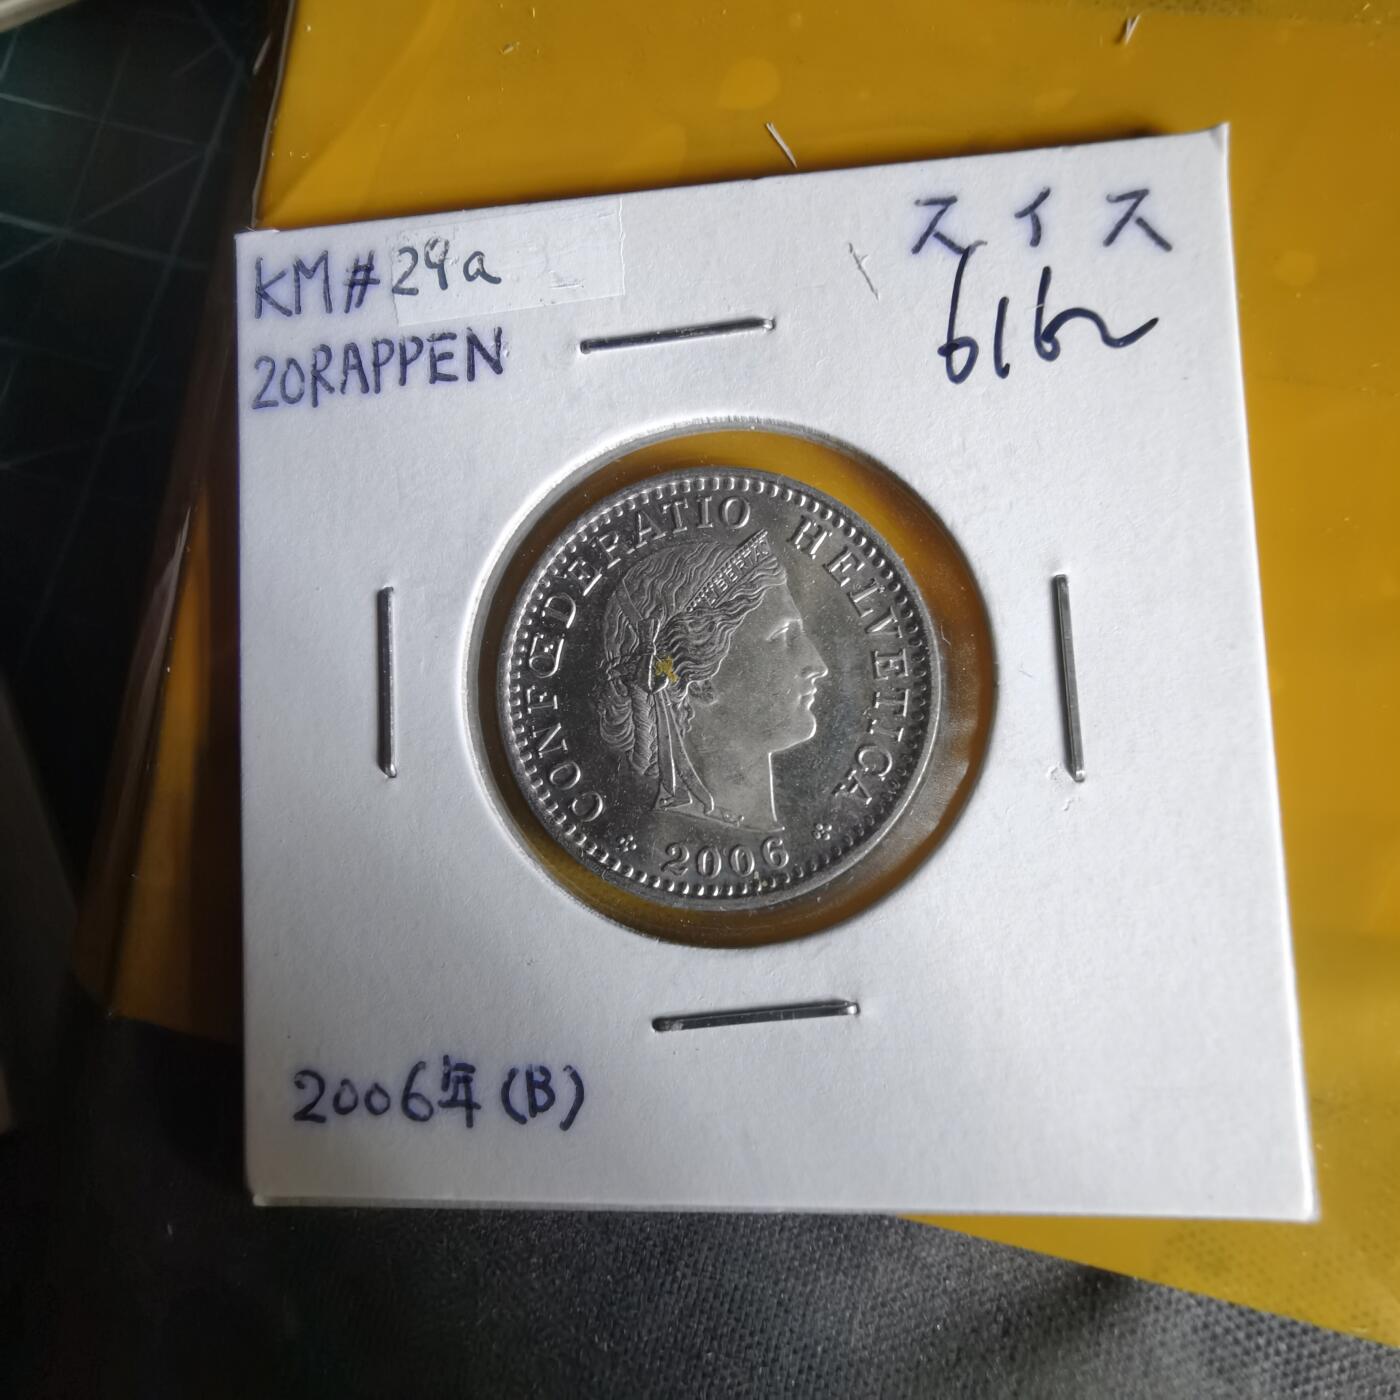 KM#29a
20RAPPEN
スイス
616
CONFŒDERATIO HELVETICA
2006
2006年(B)